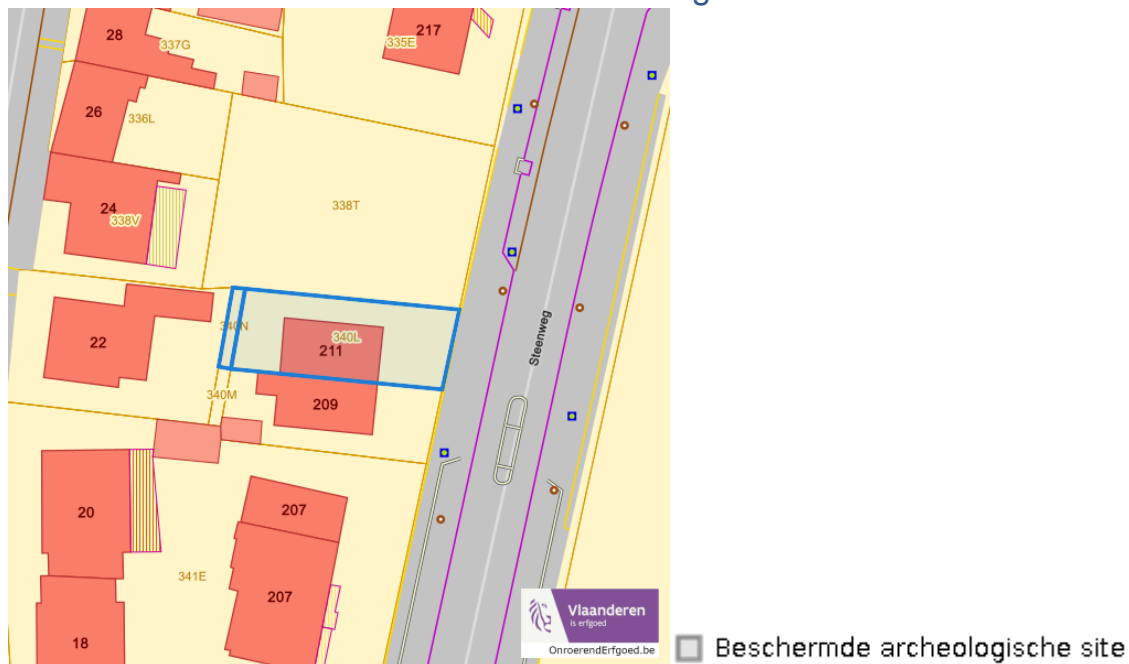 28
337G
217
335E
26
336L
24
338V
338T
22
340N
340L
211
340M
209
Steenweg
20
207
341E
207
18
Vlaanderen
is erfgoed
OnroerendErfgoed.be
Beschermde archeologische site